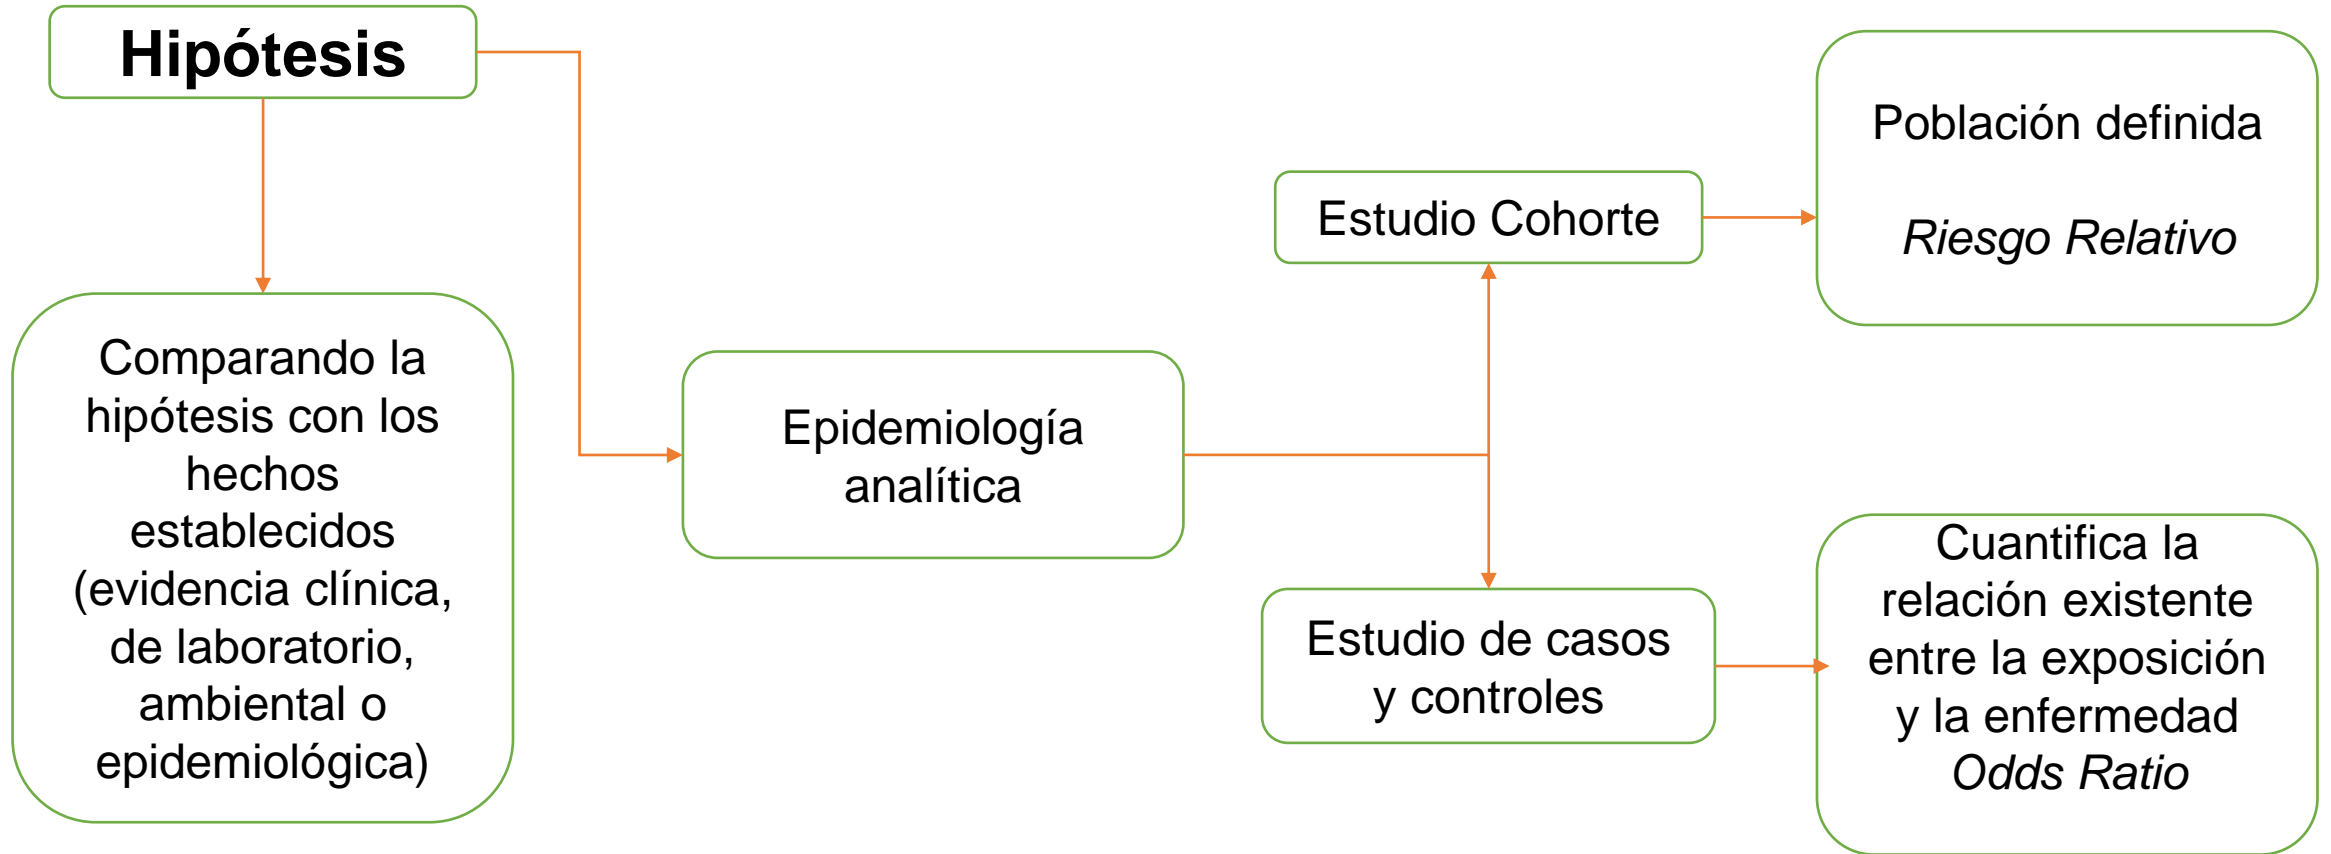 Hipótesis
Comparando la
hipótesis con los
hechos
establecidos
(evidencia clínica,
de laboratorio,
ambiental o
epidemiológica)
Epidemiología
analítica
Estudio Cohorte
Población definida
Riesgo Relativo
Estudio de casos
y controles
Cuantifica la
relación existente
entre la exposición
y la enfermedad
Odds Ratio